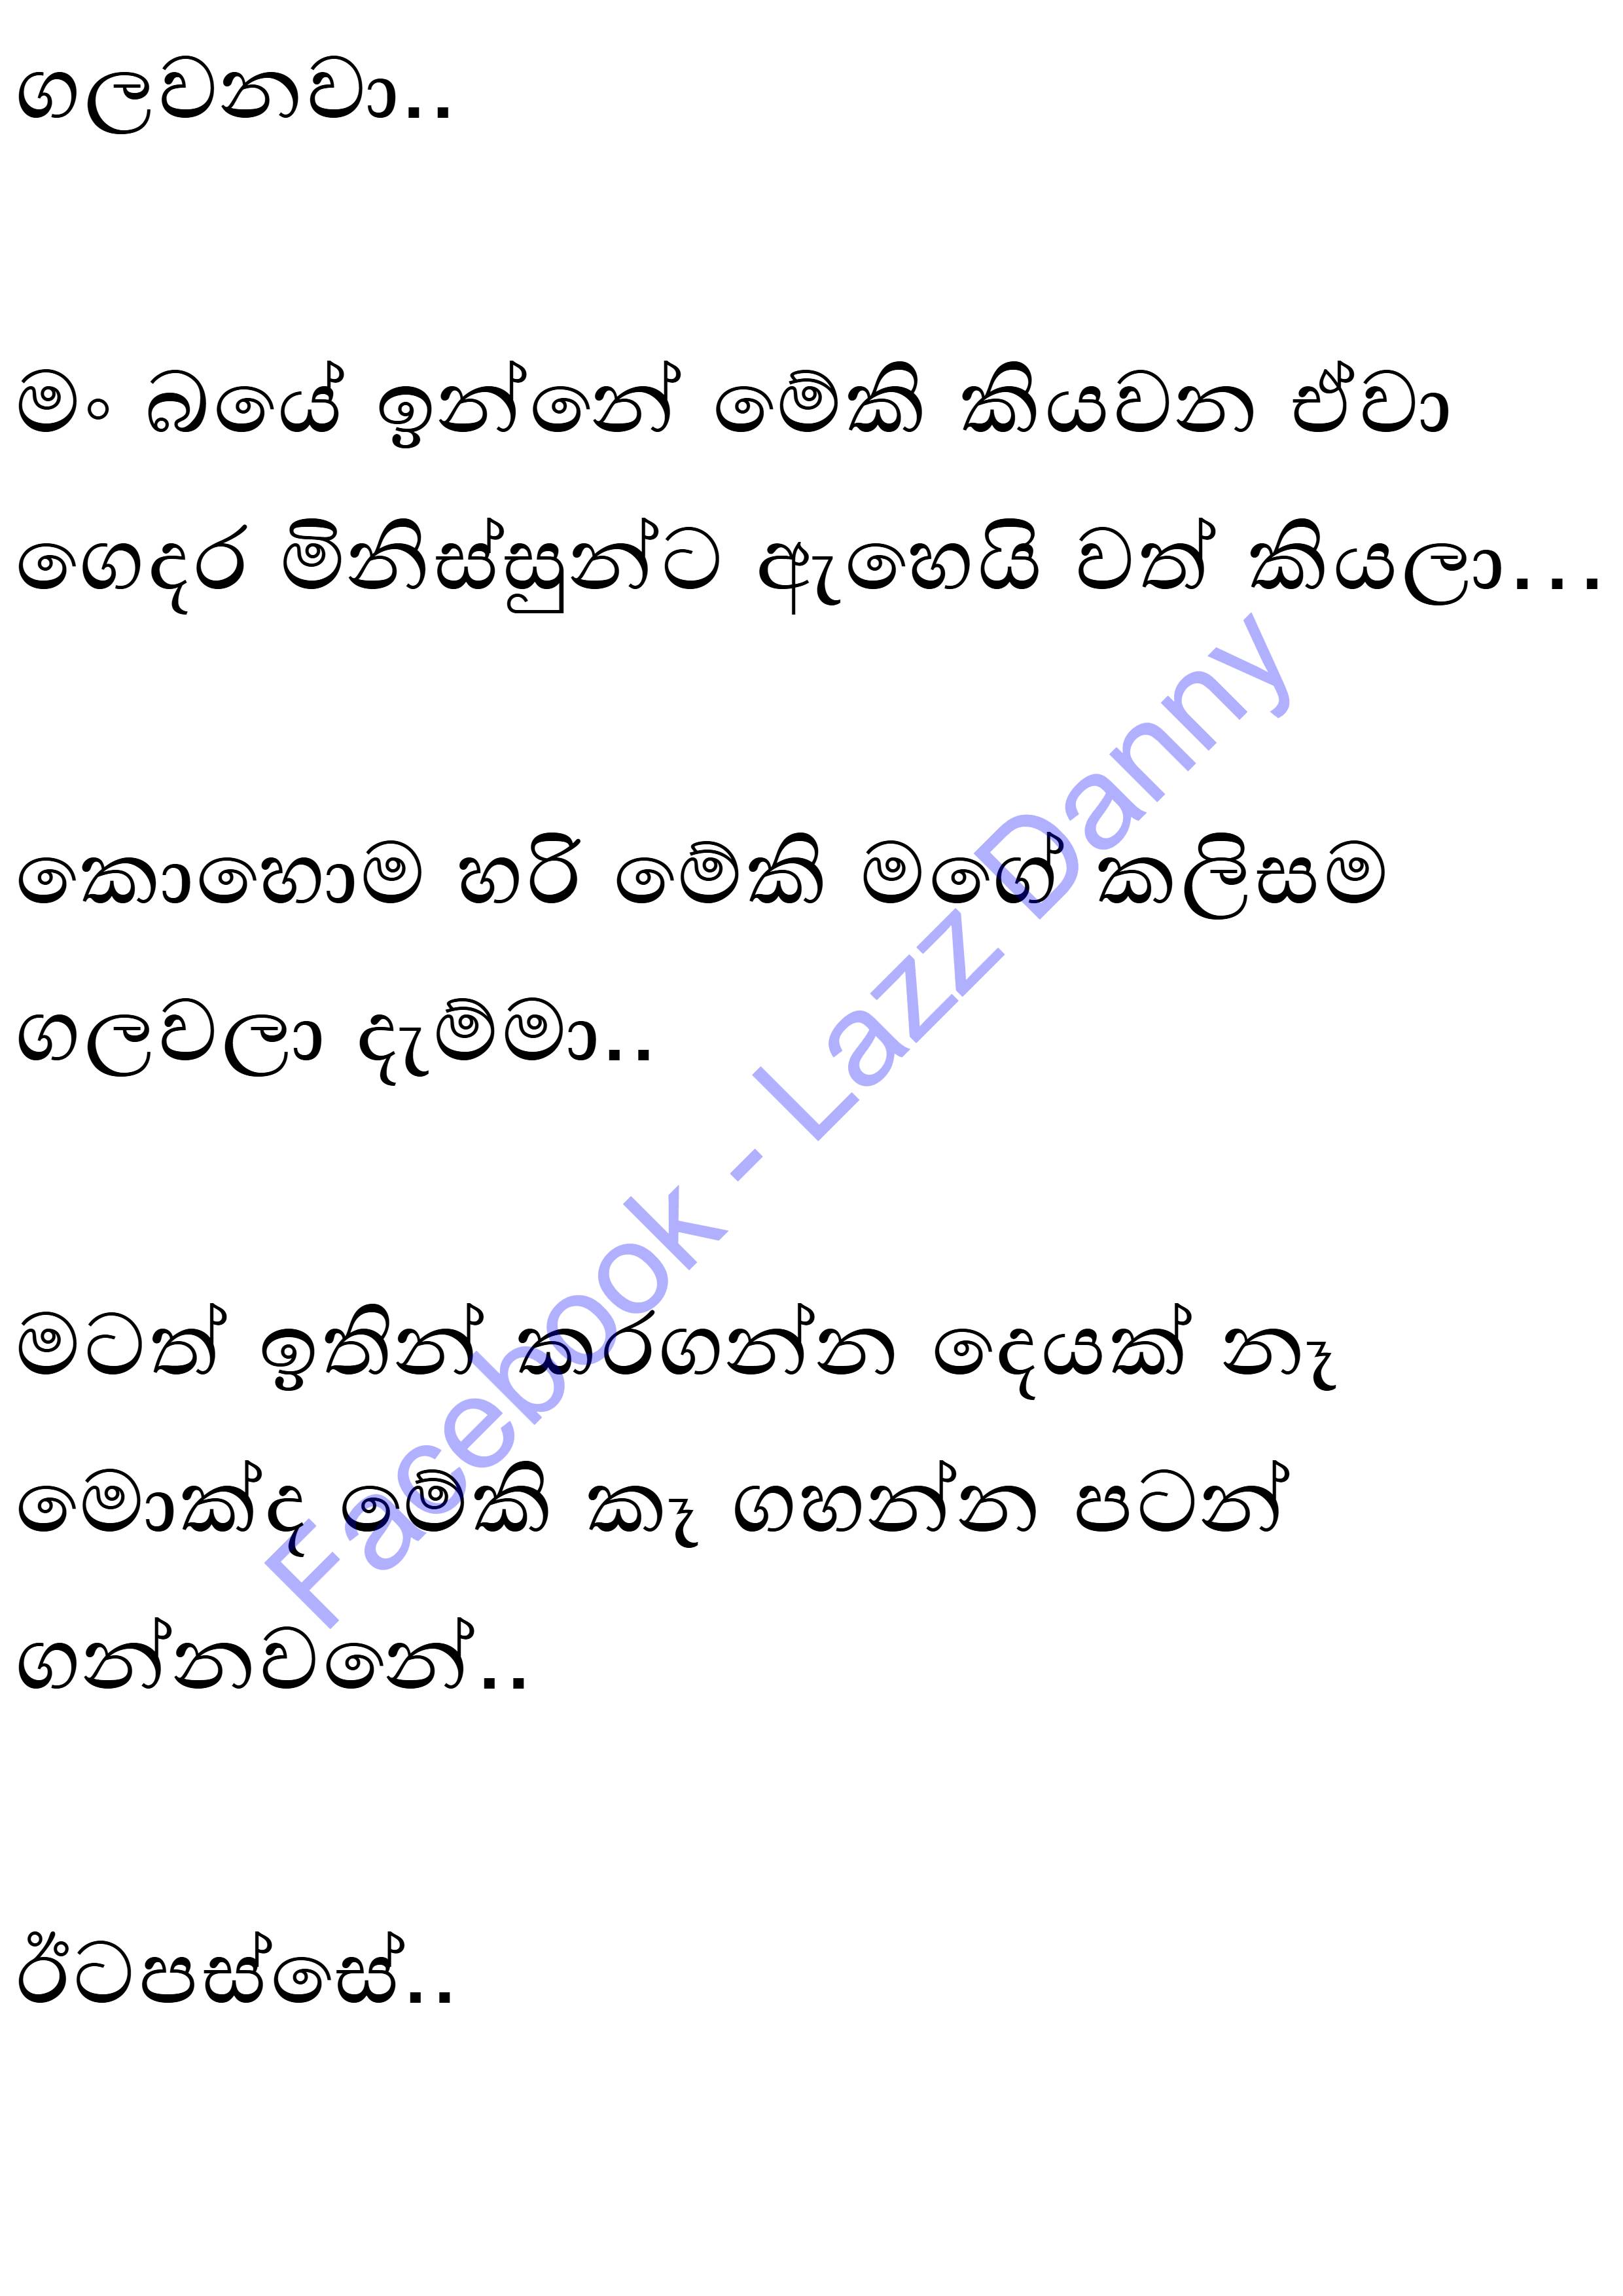 ගලවනවා..
මං බයේ ඉන්නේ මේකි කියවන ඒවා
ගෙදර මිනිස්සුන්ට ඇහෙයි වත් කියලා...
කොහොම හරි මේකි මගේ කලිසම
ගලවලා දැම්මා..
මටත් ඉතින් කරගන්න දෙයක් නෑ
මොක්ද මේකි කෑ ගහන්න පටන්
ගන්නවනේ..
ඊටපස්සේ..
Facebook - Lazz Danny